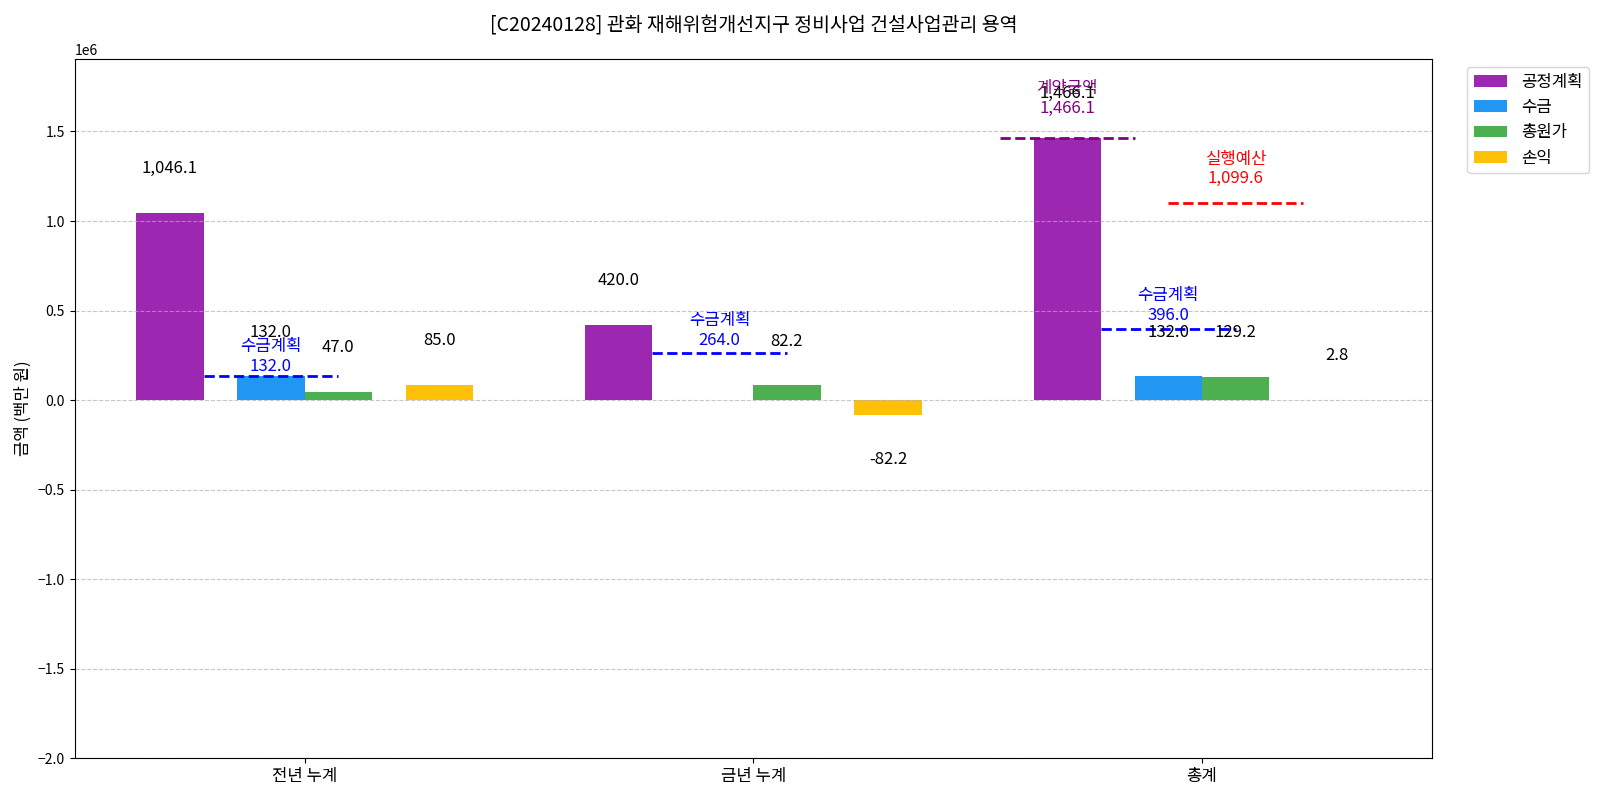 [C20240128] 관화 재해위험개선지구 정비사업 건설사업관리 용역
1e6
금액 (백만 원)
1.5
1.0
0.5
0.0
−0.5
−1.0
−1.5
−2.0
1,046.1
132.0
수금계획
132.0
47.0
85.0
420.0
수금계획
264.0
82.2
-82.2
계약금액
1,466.1
1,466.1
실행예산
1,099.6
수금계획
396.0
132.0
129.2
2.8
전년 누계
금년 누계
총계
공정계획
수금
총원가
손익